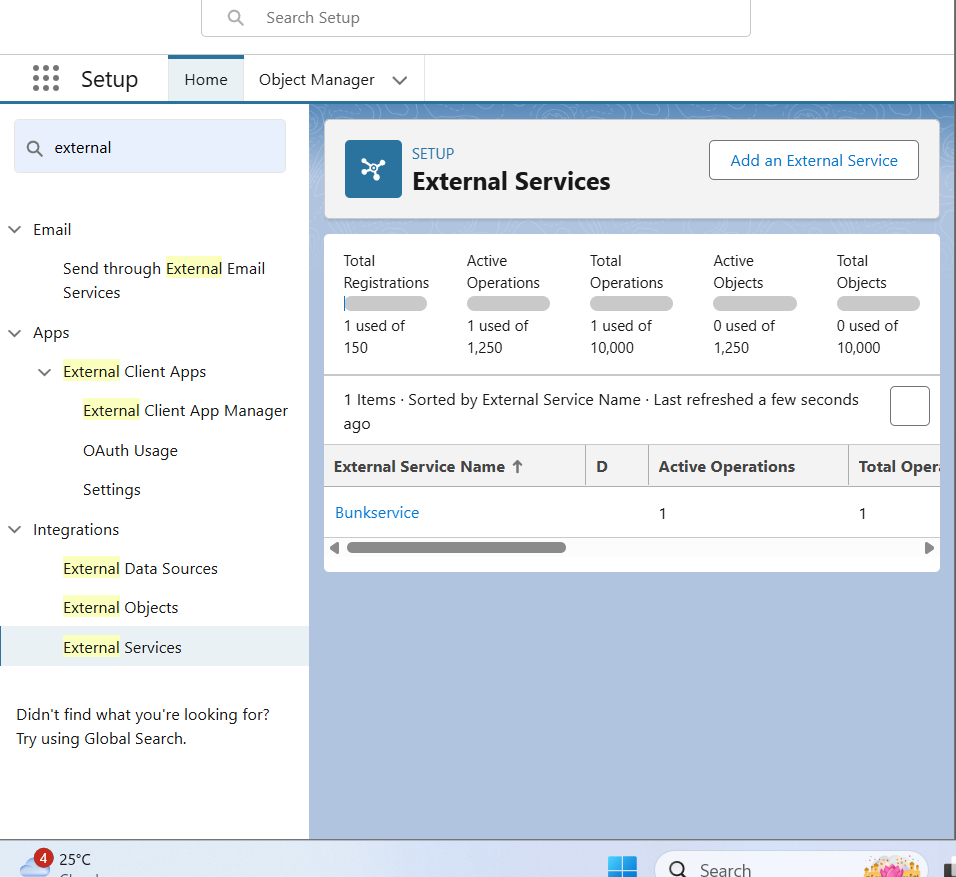 Search Setup
Setup
Home
Object Manager
external
Email
Send through External Email
Services
Apps
External Client Apps
External Client App Manager
OAuth Usage
Settings
Integrations
External Data Sources
External Objects
External Services
Didn't find what you're looking for?
Try using Global Search.
SETUP
External Services
Add an External Service
Total
Registrations
1 used of
150
Active
Operations
1 used of
1,250
Total
Operations
1 used of
10,000
Active
Objects
0 used of
1,250
Total
Objects
0 used of
10,000
1 Items · Sorted by External Service Name · Last refreshed a few seconds
ago
External Service Name ↑ D Active Operations Total Oper
Bunkservice 1 1
4
25°C
Search